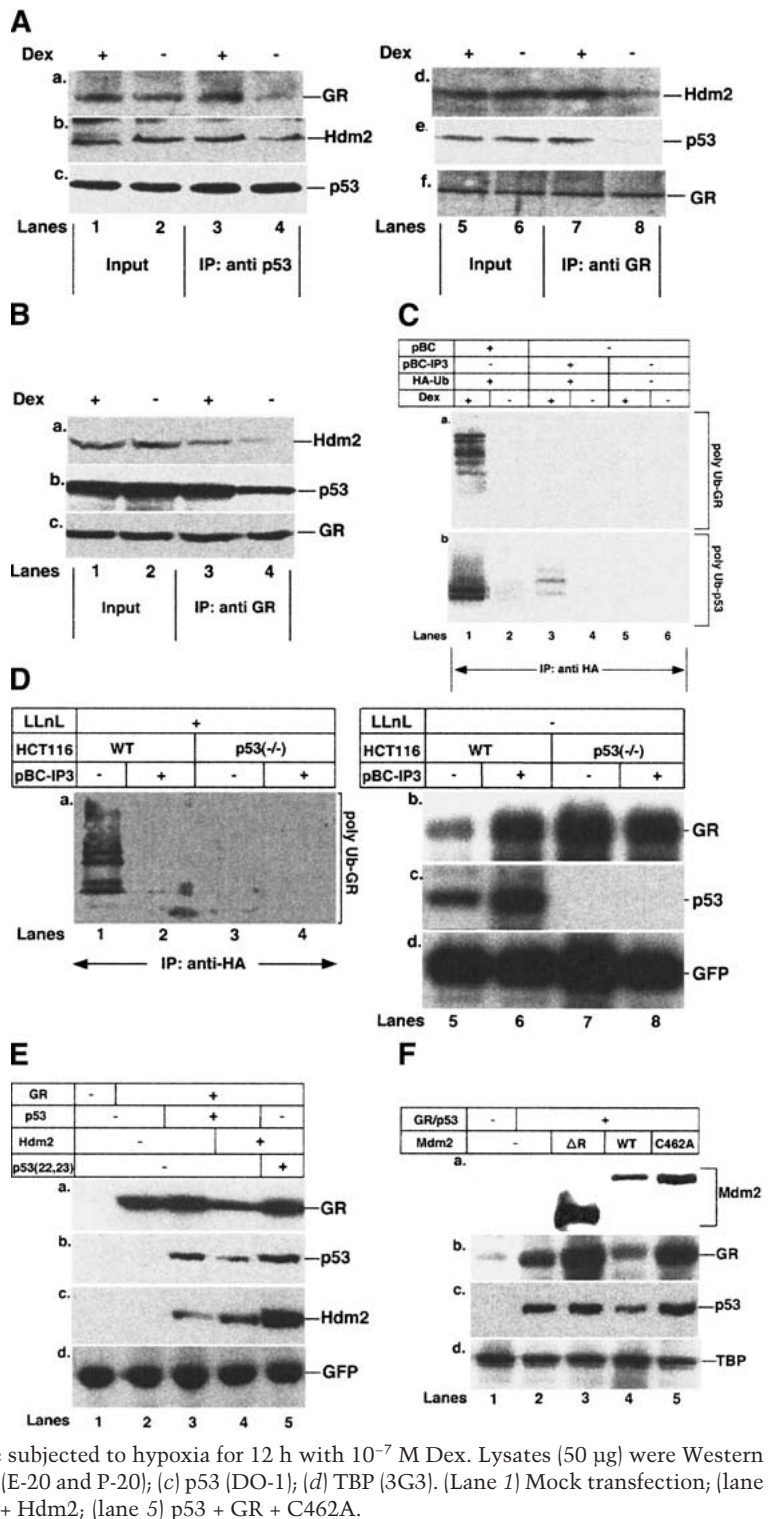 A
Dex + - + -
a. GR
b. Hdm2
c. p53
Lanes 1 2 3 4
Input IP: anti p53
Dex + - + -
d. Hdm2
e. p53
f. GR
Lanes 5 6 7 8
Input IP: anti GR
B
Dex + - + -
a. Hdm2
b. p53
c. GR
Lanes 1 2 3 4
Input IP: anti GR
C
pBC + -
pBC-IP3 - + -
HA-Ub + + -
Dex + - + - + -
a. poly Ub-GR
b poly Ub-p53
Lanes 1 2 3 4 5 6
IP: anti HA
D
LLnL +
HCT116 WT p53(-/-)
pBC-IP3 - + - +
a. poly Ub-GR
Lanes 1 2 3 4
IP: anti-HA
LLnL -
HCT116 WT p53(-/-)
pBC-IP3 - + - +
b. GR
c. p53
d. GFP
Lanes 5 6 7 8
E
GR - +
p53 - + -
Hdm2 - +
p53(22,23) - +
a. GR
b. p53
c. Hdm2
d. GFP
Lanes 1 2 3 4 5
F
GR/p53 - +
Mdm2 - ΔR WT C462A
a. Mdm2
b. GR
c. p53
d. TBP
Lanes 1 2 3 4 5
e subjected to hypoxia for 12 h with 10⁻⁷ M Dex. Lysates (50 µg) were Western
(E-20 and P-20); (c) p53 (DO-1); (d) TBP (3G3). (Lane 1) Mock transfection; (lane
+ Hdm2; (lane 5) p53 + GR + C462A.